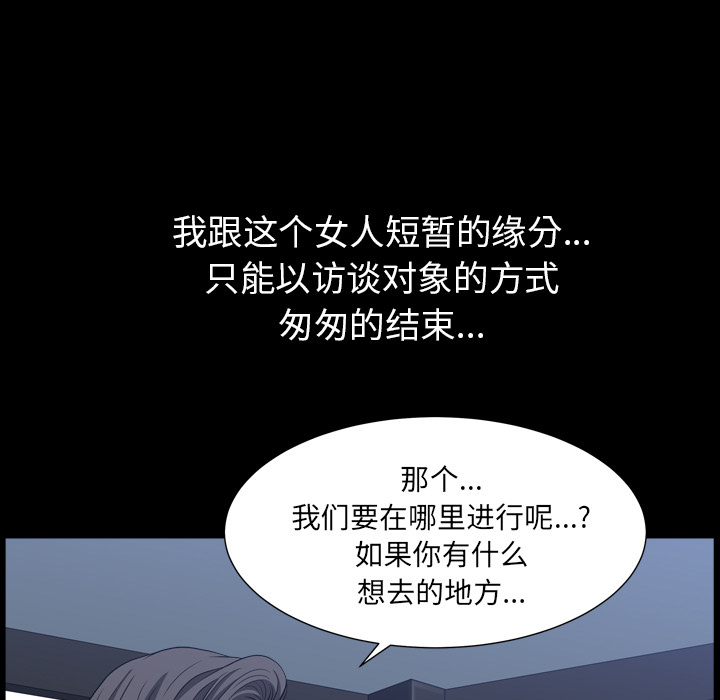 我跟这个女人短暂的缘分...
只能以访谈对象的方式
匆匆的结束...
那个...
我们要在哪里进行呢...?
如果你有什么
想去的地方...